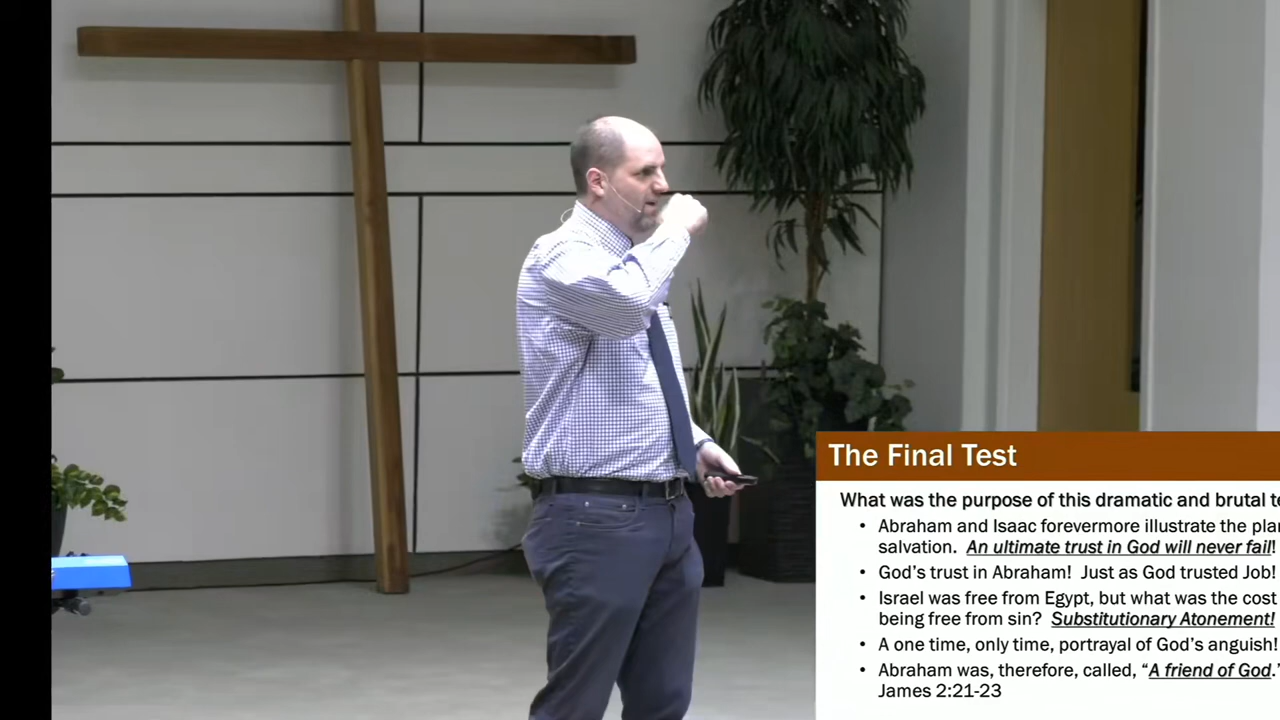 The Final Test
What was the purpose of this dramatic and brutal
• Abraham and Isaac forevermore illustrate the
salvation. An ultimate trust in God will never fail!
• God's trust in Abraham! Just as God trusted Job!
• Israel was free from Egypt, but what was the cost
being free from sin? Substitutionary Atonement!
• A one time, only time, portrayal of God's anguish!
• Abraham was, therefore, called, “A friend of God.”
James 2:21-23